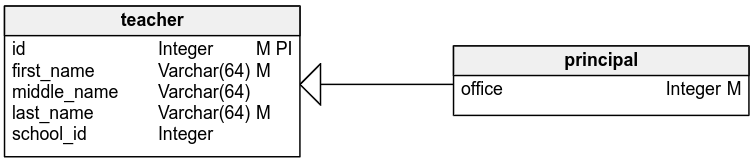 teacher
id Integer M PI
first_name Varchar(64) M
middle_name Varchar(64)
last_name Varchar(64) M
school_id Integer
principal
office Integer M